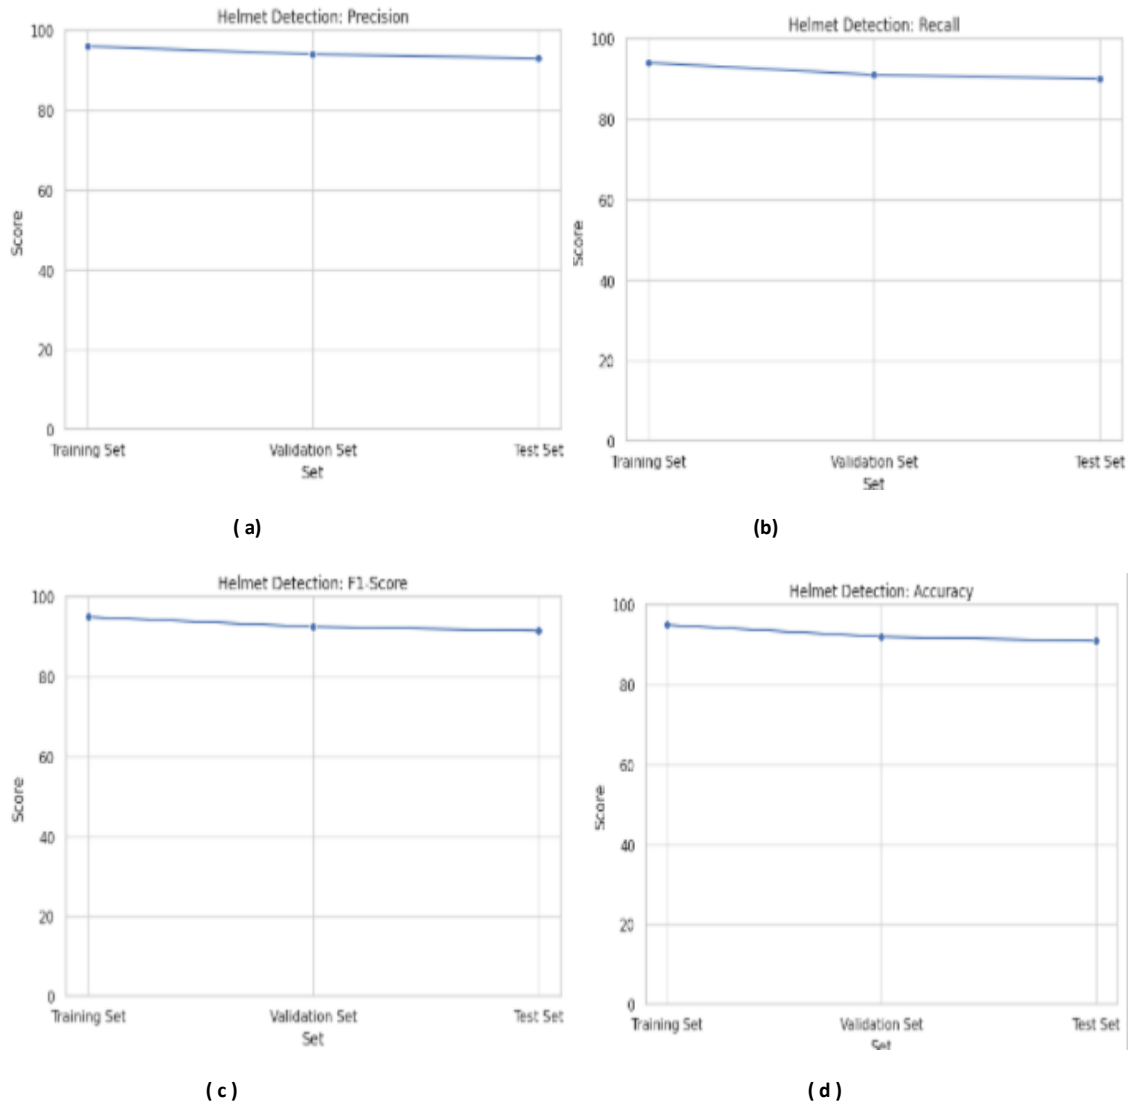 Helmet Detection: Precision
100
80
60
40
20
0
Score
Training Set
Validation Set
Test Set
Set
( a)
Helmet Detection: Recall
100
80
60
40
20
0
Score
Training Set
Validation Set
Test Set
Set
(b)
Helmet Detection: F1-Score
100
80
60
40
20
0
Score
Training Set
Validation Set
Test Set
Set
( c )
Helmet Detection: Accuracy
100
80
60
40
20
0
Score
Training Set
Validation Set
Test Set
Set
( d )